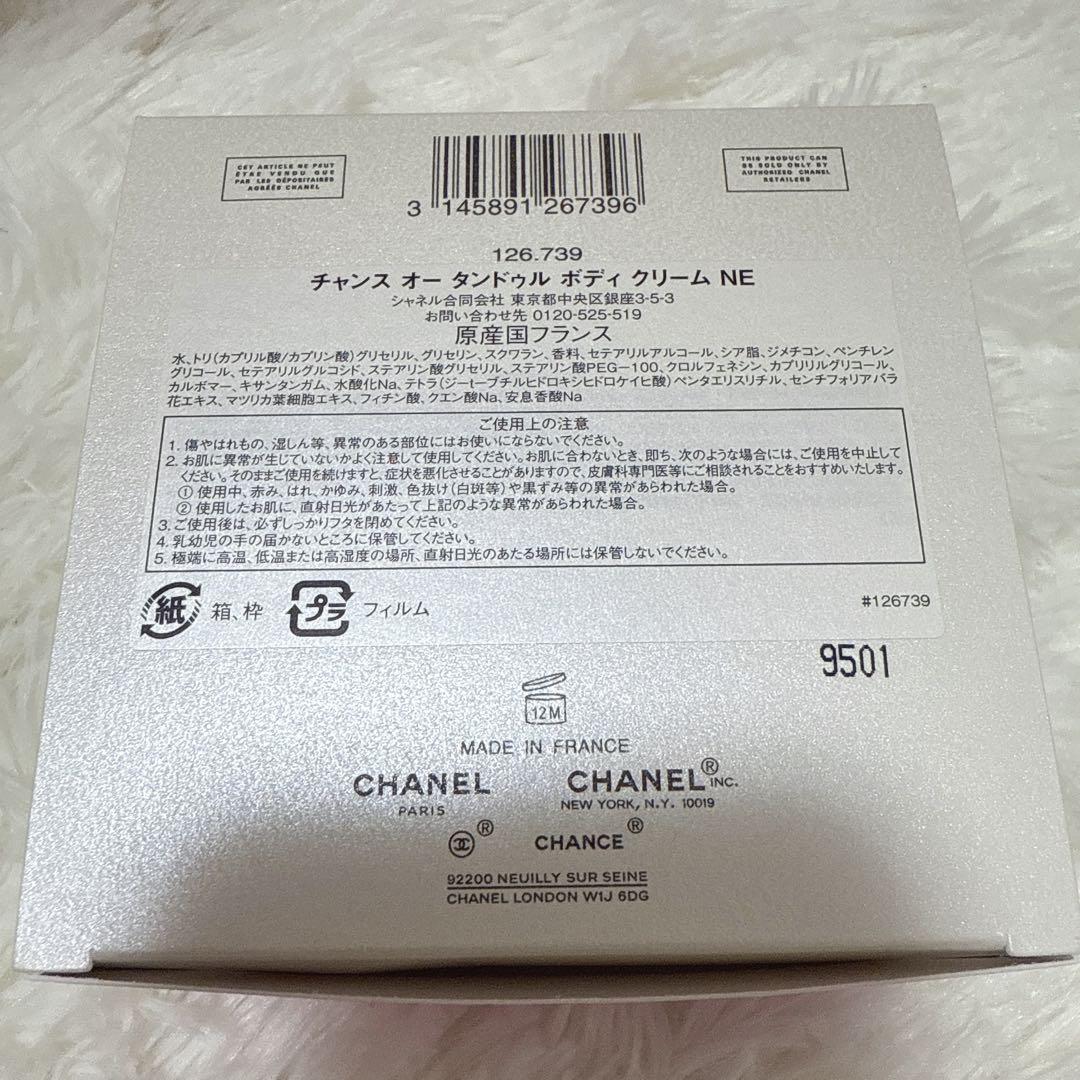 CET ARTICLE NE PEUT
ÊTRE VENDU QUE
PAR LES DÉPOSITAIRES
AGRÉÉS CHANEL
THIS PRODUCT CAN
BE SOLD ONLY BY
AUTHORIZED CHANEL
RETAILERS
3 145891 267396
126.739
チャンス オー タンドゥル ボディ クリーム NE
シャネル合同会社 東京都中央区銀座3-5-3
お問い合わせ先 0120-525-519
原産国フランス
水、トリ(カプリル酸/カプリン酸)グリセリル、グリセリン、スクワラン、香料、セテアリルアルコール、シア脂、ジメチコン、ペンチレン
グリコール、セテアリルグルコシド、ステアリン酸グリセリル、ステアリン酸PEG-100、クロルフェネシン、カプリリルグリコール、
カルボマー、キサンタンガム、水酸化Na、テトラ(ジーtーブチルヒドロキシヒドロケイヒ酸)ペンタエリスリチル、センチフォリアバラ
花エキス、マツリカ葉細胞エキス、フィチン酸、クエン酸Na、安息香酸Na
ご使用上の注意
1. 傷やはれもの、湿しん等、異常のある部位にはお使いにならないでください。
2. お肌に異常が生じていないかよく注意して使用してください。お肌に合わないとき、即ち、次のような場合には、ご使用を中止して
ください。そのままご使用を続けますと、症状を悪化させることがありますので、皮膚科専門医等にご相談されることをおすすめいたします。
① 使用中、赤み、はれ、かゆみ、刺激、色抜け(白斑等)や黒ずみ等の異常があらわれた場合。
② 使用したお肌に、直射日光があたって上記のような異常があらわれた場合。
3. ご使用後は、必ずしっかりフタを閉めてください。
4. 乳幼児の手の届かないところに保管してください。
5. 極端に高温、低温または高湿度の場所、直射日光のあたる場所には保管しないでください。
紙 箱、枠 プラ フィルム
#126739
9501
12M
MADE IN FRANCE
CHANEL
PARIS
CHANEL® INC.
NEW YORK, N.Y. 10019
® CHANCE®
92200 NEUILLY SUR SEINE
CHANEL LONDON W1J 6DG